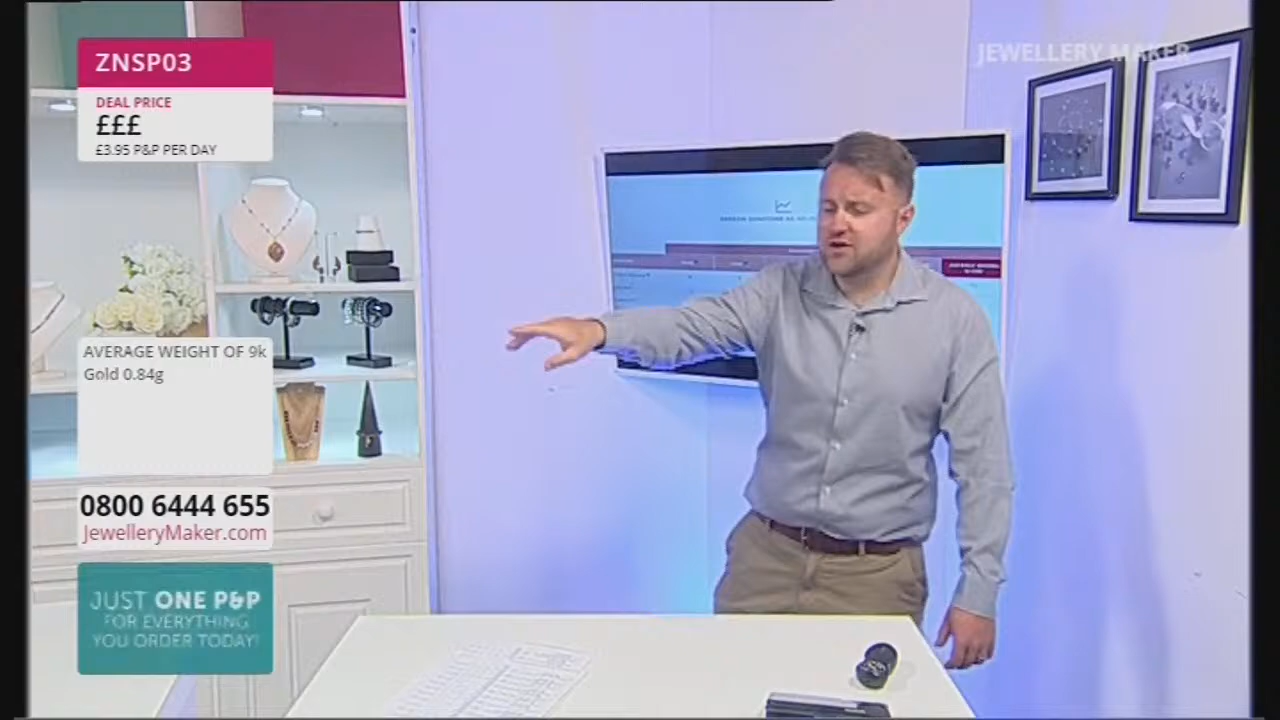 ZNSP03
DEAL PRICE
£££
£3.95 P&P PER DAY
JEWELLERY MAKER
AVERAGE WEIGHT OF 9k
Gold 0.84g
0800 6444 655
JewelleryMaker.com
JUST ONE P&P
FOR EVERYTHING
YOU ORDER TODAY!